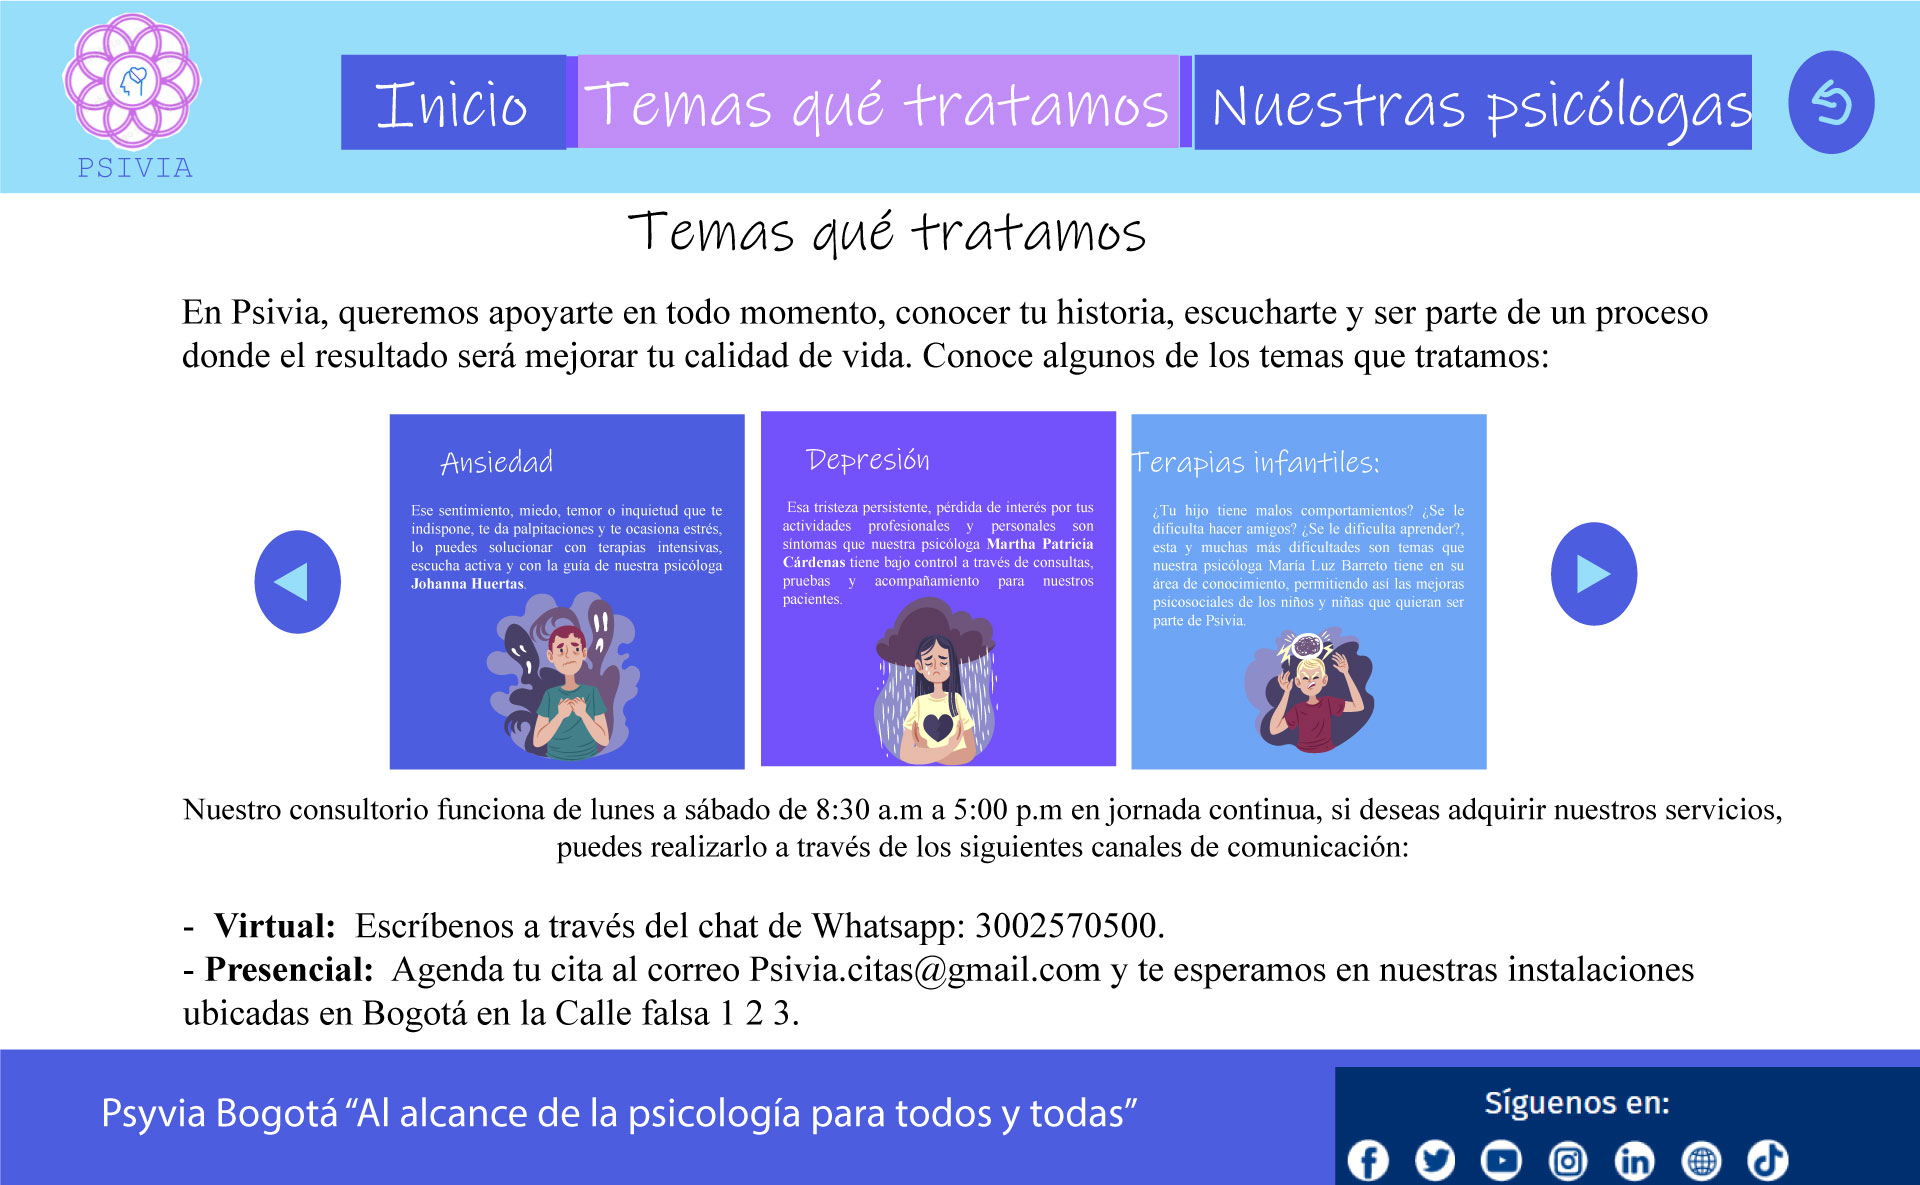 PSIVIA
Inicio
Temas qué tratamos
Nuestras psicólogas
Temas qué tratamos
En Psivia, queremos apoyarte en todo momento, conocer tu historia, escucharte y ser parte de un proceso
donde el resultado será mejorar tu calidad de vida. Conoce algunos de los temas que tratamos:
Ansiedad
Ese sentimiento, miedo, temor o inquietud que te
indispone, te da palpitaciones y te ocasiona estrés,
lo puedes solucionar con terapias intensivas,
escucha activa y con la guía de nuestra psicóloga
Johanna Huertas.
Depresión
Esa tristeza persistente, pérdida de interés por tus
actividades profesionales y personales son
síntomas que nuestra psicóloga Martha Patricia
Cárdenas tiene bajo control a través de consultas,
pruebas y acompañamiento para nuestros
pacientes.
Terapias infantiles:
¿Tu hijo tiene malos comportamientos? ¿Se le
dificulta hacer amigos? ¿Se le dificulta aprender?,
esta y muchas más dificultades son temas que
nuestra psicóloga María Luz Barreto tiene en su
área de conocimiento, permitiendo así las mejoras
psicosociales de los niños y niñas que quieran ser
parte de Psivia.
Nuestro consultorio funciona de lunes a sábado de 8:30 a.m a 5:00 p.m en jornada continua, si deseas adquirir nuestros servicios,
puedes realizarlo a través de los siguientes canales de comunicación:
- Virtual: Escríbenos a través del chat de Whatsapp: 3002570500.
- Presencial: Agenda tu cita al correo Psivia.citas@gmail.com y te esperamos en nuestras instalaciones
ubicadas en Bogotá en la Calle falsa 1 2 3.
Psyvia Bogotá “Al alcance de la psicología para todos y todas”
Síguenos en: